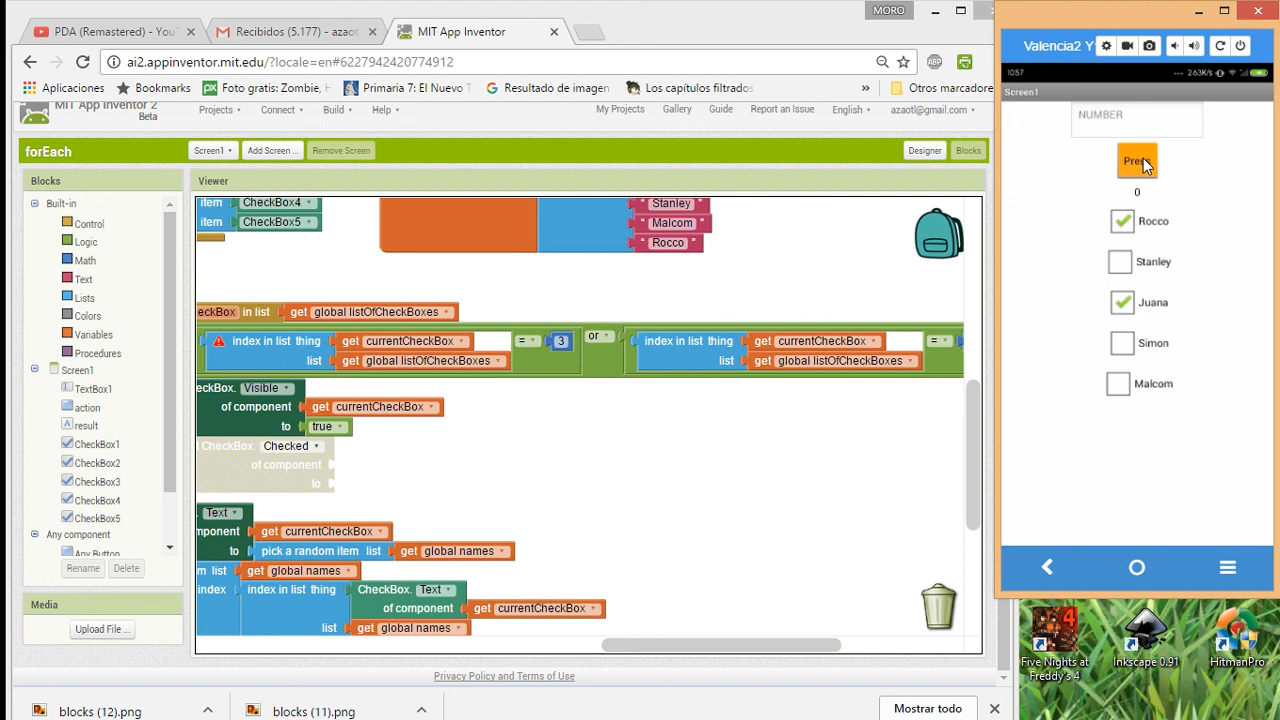 MORO
PDA (Remastered) - You
Recibidos (5.177) - azaot
MIT App Inventor
ai2.appinventor.mit.edu/?locale=en#6227942420774912
Aplicaciones
Bookmarks
Foto gratis: Zombie, H
Primaria 7: El Nuevo T
Resultado de imagen
Los capítulos filtrados
»
Otros marcadores
MIT App Inventor 2
Beta
Projects
Connect
Build
Help
My Projects
Gallery
Guide
Report an Issue
English
azaotl@gmail.com
forEach
Screen1
Add Screen ...
Remove Screen
Designer
Blocks
Blocks
Built-in
Control
Logic
Math
Text
Lists
Colors
Variables
Procedures
Screen1
TextBox1
action
result
CheckBox1
CheckBox2
CheckBox3
CheckBox4
CheckBox5
Any component
Any Button
Rename
Delete
Media
Upload File ...
Viewer
item CheckBox4
item CheckBox5
" Stanley "
" Malcom "
" Rocco "
eckBox in list get global listOfCheckBoxes
index in list thing get currentCheckBox = 3 or index in list thing get currentCheckBox =
list get global listOfCheckBoxes list get global listOfCheckBoxes
eckBox. Visible
of component get currentCheckBox
to true
t CheckBox. Checked
of component
to
Text
mponent get currentCheckBox
to pick a random item list get global names
m list get global names
index index in list thing CheckBox. Text
of component get currentCheckBox
list get global names
Privacy Policy and Terms of Use
blocks (12).png
blocks (11).png
Mostrar todo
Valencia2 Y
1057
... 263K/s
Screen1
NUMBER
Press
0
Rocco
Stanley
Juana
Simon
Malcom
4
Five Nights at
Freddy's 4
Inkscape 0.91
HitmanPro